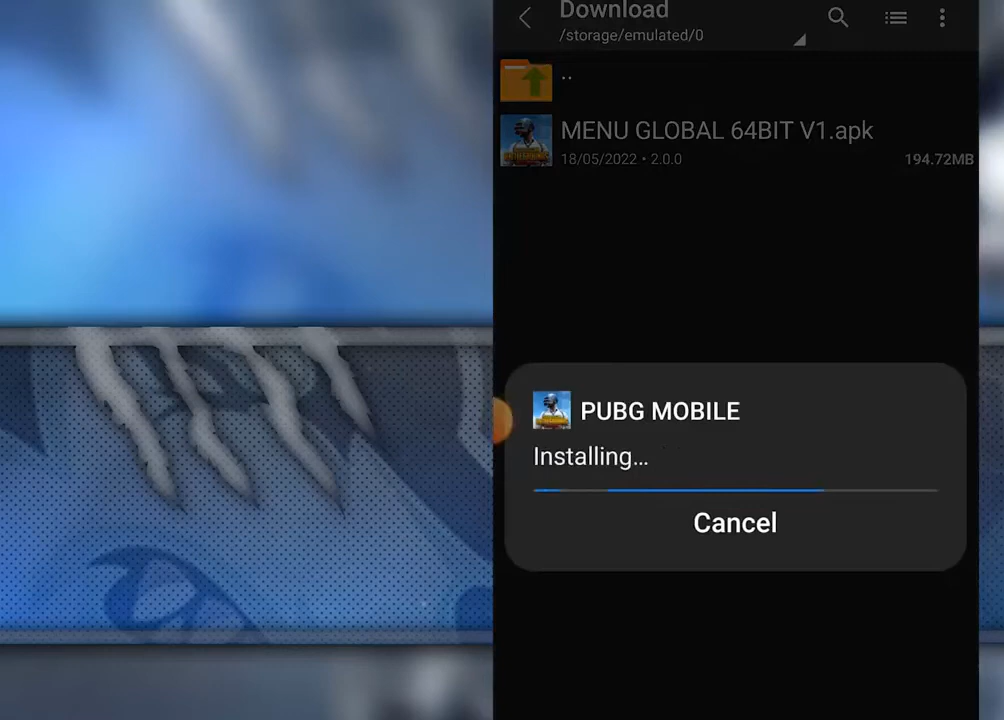 Download
/storage/emulated/0
..
MENU GLOBAL 64BIT V1.apk
18/05/2022 • 2.0.0
194.72MB
PUBG MOBILE
Installing...
Cancel